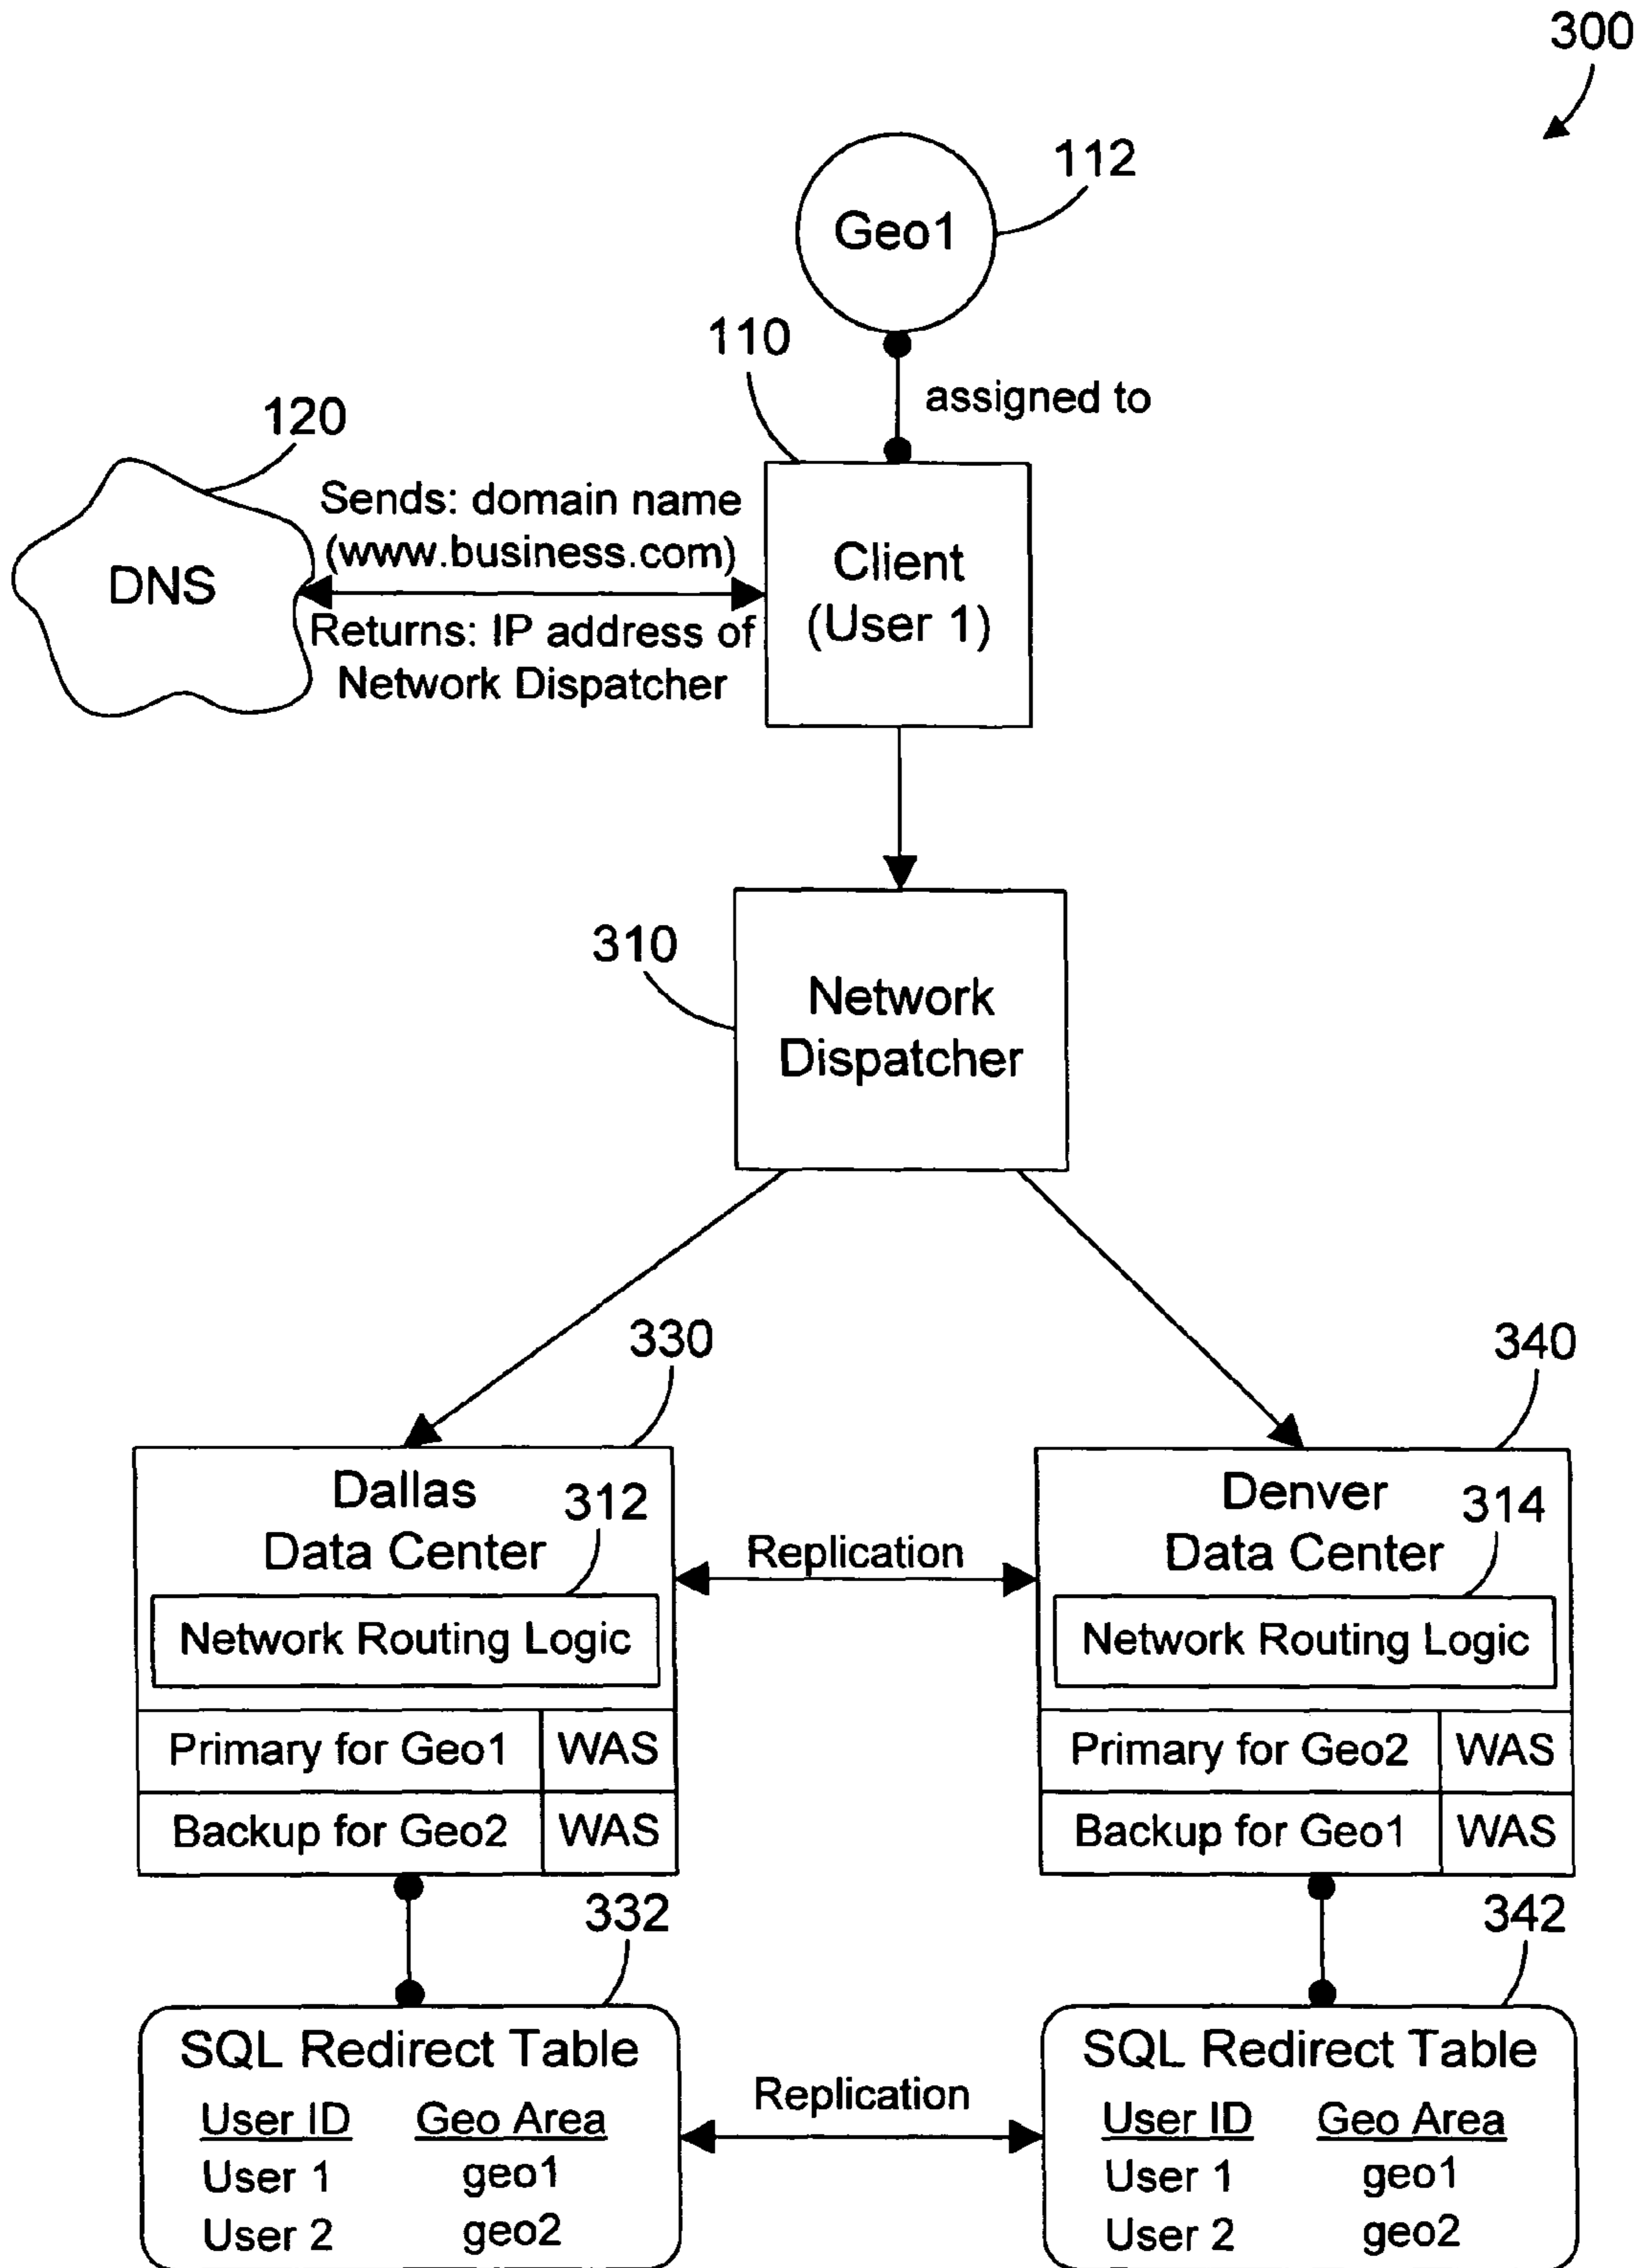 300
112
Geo1
110
assigned to
120
Sends: domain name
(www.business.com)
DNS
Returns: IP address of
Network Dispatcher
Client
(User 1)
310
Network
Dispatcher
330
340
Dallas
Data Center
312
Network Routing Logic
Primary for Geo1 WAS
Backup for Geo2 WAS
Replication
Denver
Data Center
314
Network Routing Logic
Primary for Geo2 WAS
Backup for Geo1 WAS
332
SQL Redirect Table
User ID Geo Area
User 1 geo1
User 2 geo2
Replication
342
SQL Redirect Table
User ID Geo Area
User 1 geo1
User 2 geo2